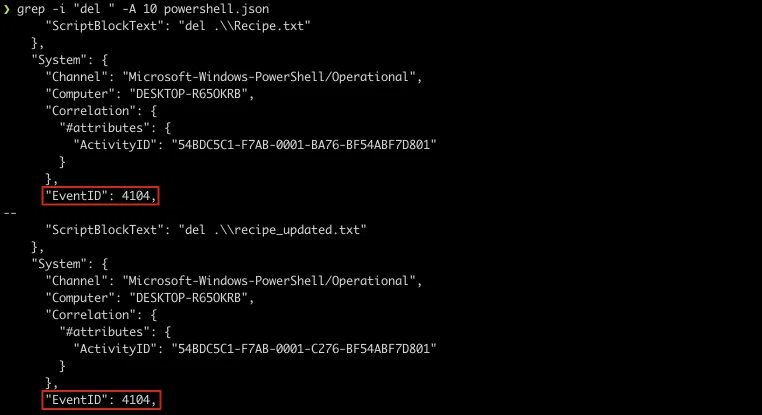 ❯ grep -i "del " -A 10 powershell.json
"ScriptBlockText": "del .\\Recipe.txt"
},
"System": {
"Channel": "Microsoft-Windows-PowerShell/Operational",
"Computer": "DESKTOP-R65OKRB",
"Correlation": {
"#attributes": {
"ActivityID": "54BDC5C1-F7AB-0001-BA76-BF54ABF7D801"
}
},
"EventID": 4104,
--
"ScriptBlockText": "del .\\recipe_updated.txt"
},
"System": {
"Channel": "Microsoft-Windows-PowerShell/Operational",
"Computer": "DESKTOP-R65OKRB",
"Correlation": {
"#attributes": {
"ActivityID": "54BDC5C1-F7AB-0001-C276-BF54ABF7D801"
}
},
"EventID": 4104,